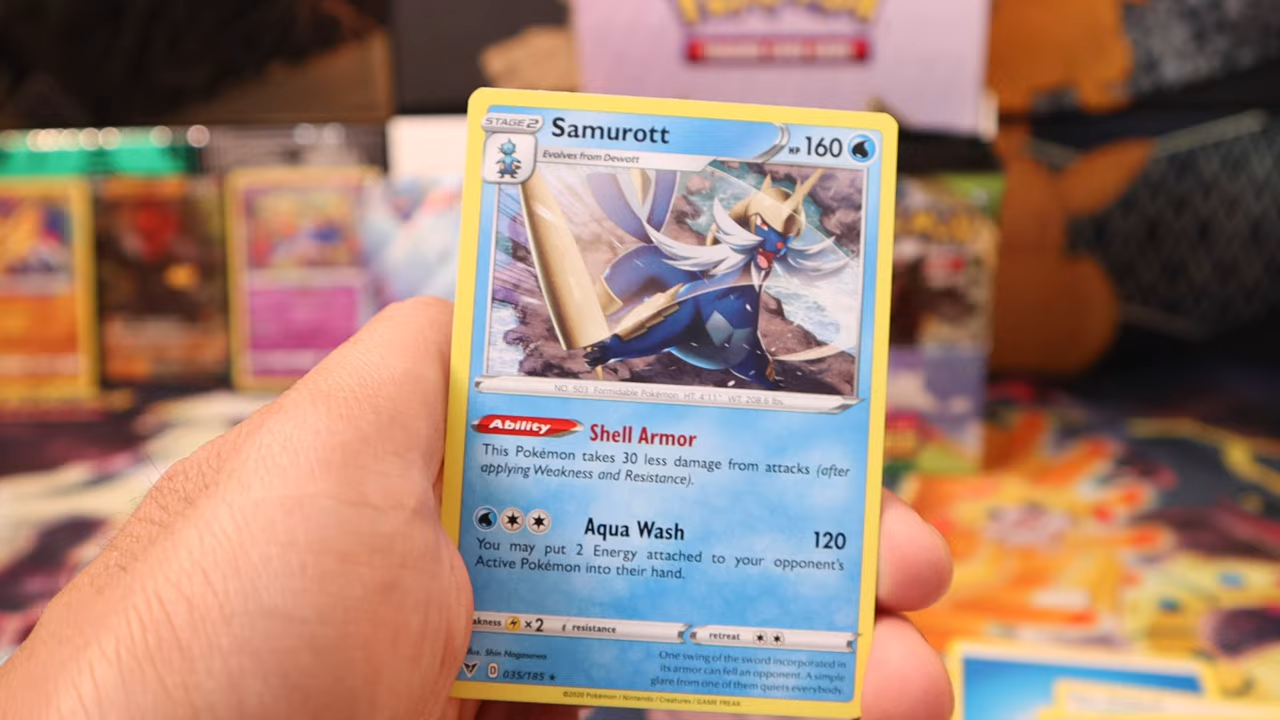 STAGE2
Samurott
HP 160
Evolves from Dewott
NO. 503 Formidable Pokémon HT: 4'11" WT: 208.6 lbs.
Ability Shell Armor
This Pokémon takes 30 less damage from attacks (after
applying Weakness and Resistance).
Aqua Wash 120
You may put 2 Energy attached to your opponent's
Active Pokémon into their hand.
akness ×2 resistance retreat
llus. Shin Nagasawa
D 035/185 ★
One swing of the sword incorporated in
its armor can fell an opponent. A simple
glare from one of them quiets everybody.
©2020 Pokémon / Nintendo / Creatures / GAME FREAK